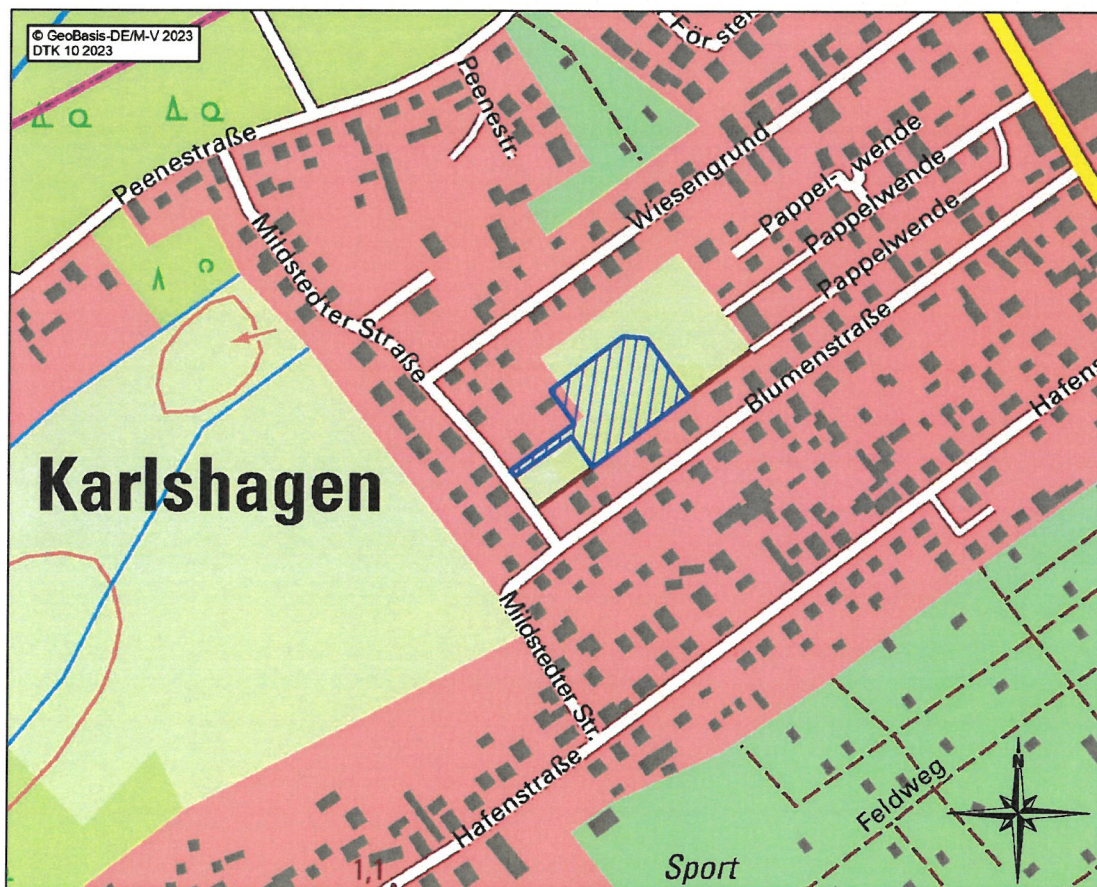 © GeoBasis-DE/M-V 2023
DTK 10 2023
Peenestraße
Peenestr.
Wiesengrund
Pappel-
wende
Pappelwende
Pappelwende
Mildstedter Straße
Blumenstraße
Karlshagen
Mildstedter Str.
Hafenstraße
Feldweg
N
Sport
1,1